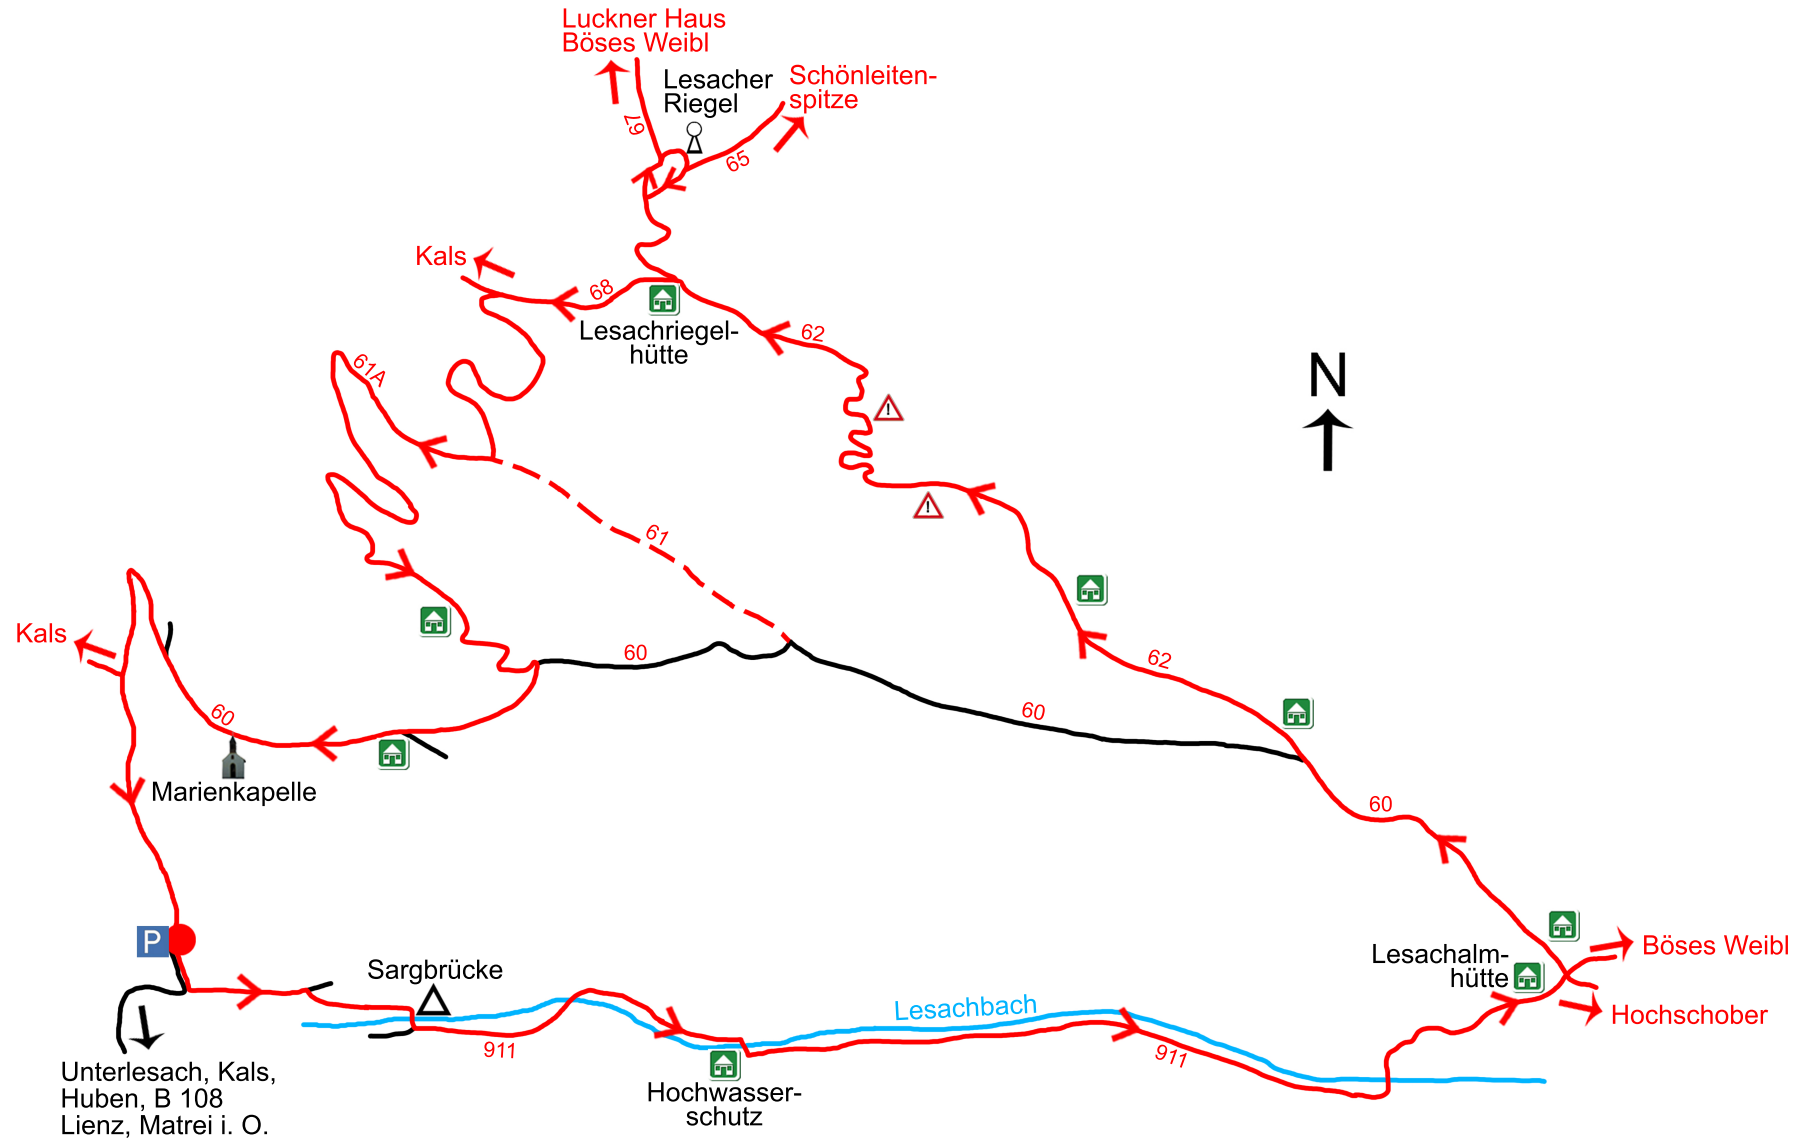 Luckner Haus
Böses Weibl
Lesacher
Riegel
Schönleiten-
spitze
67
65
Kals
68
Lesachriegel-
hütte
62
61A
N
61
Kals
60
62
60
60
Marienkapelle
60
P
Sargbrücke
Lesachalm-
hütte
Böses Weibl
Hochschober
Lesachbach
911
911
Hochwasser-
schutz
Unterlesach, Kals,
Huben, B 108
Lienz, Matrei i. O.